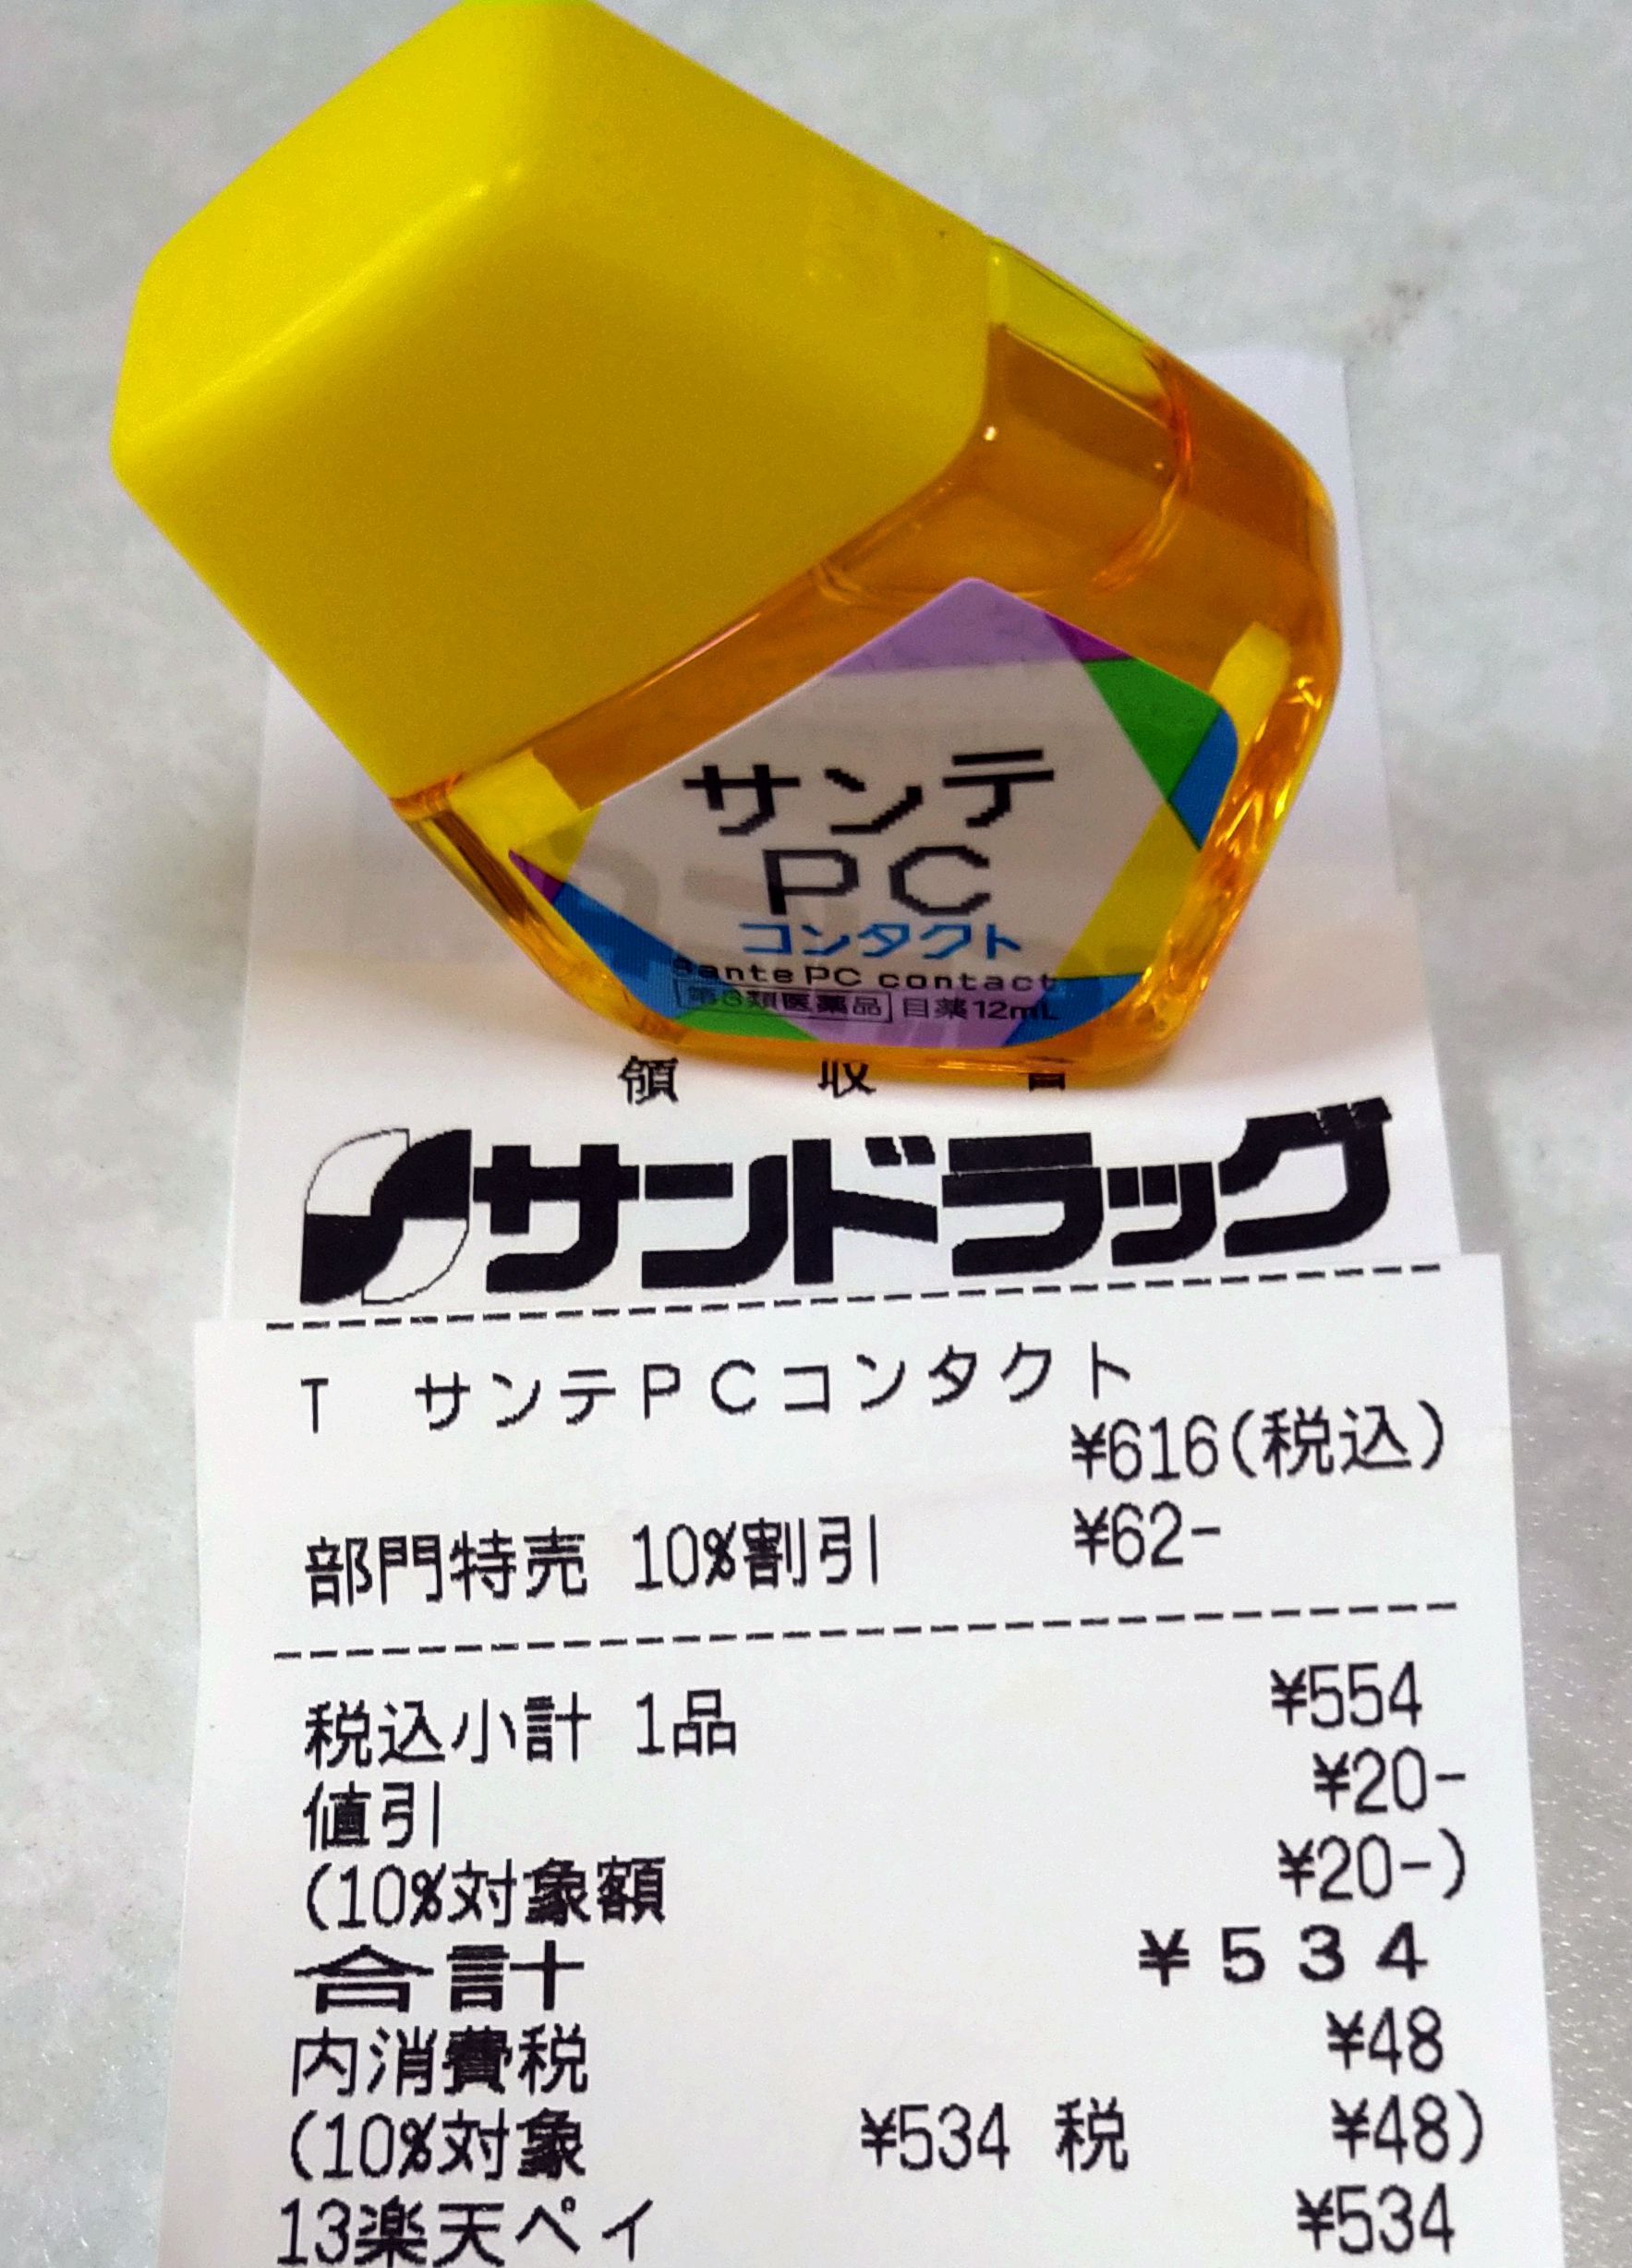 サンテ
PC
コンタクト
Sante PC contact
第3類医薬品 目薬12mL
領 収 書
サンドラッグ
T サンテPCコンタクト
¥616(税込)
部門特売 10%割引 ¥62-
税込小計 1品 ¥554
値引 ¥20-
(10%対象額 ¥20-)
合計 ¥534
内消費税 ¥48
(10%対象 ¥534 税 ¥48)
13楽天ペイ ¥534